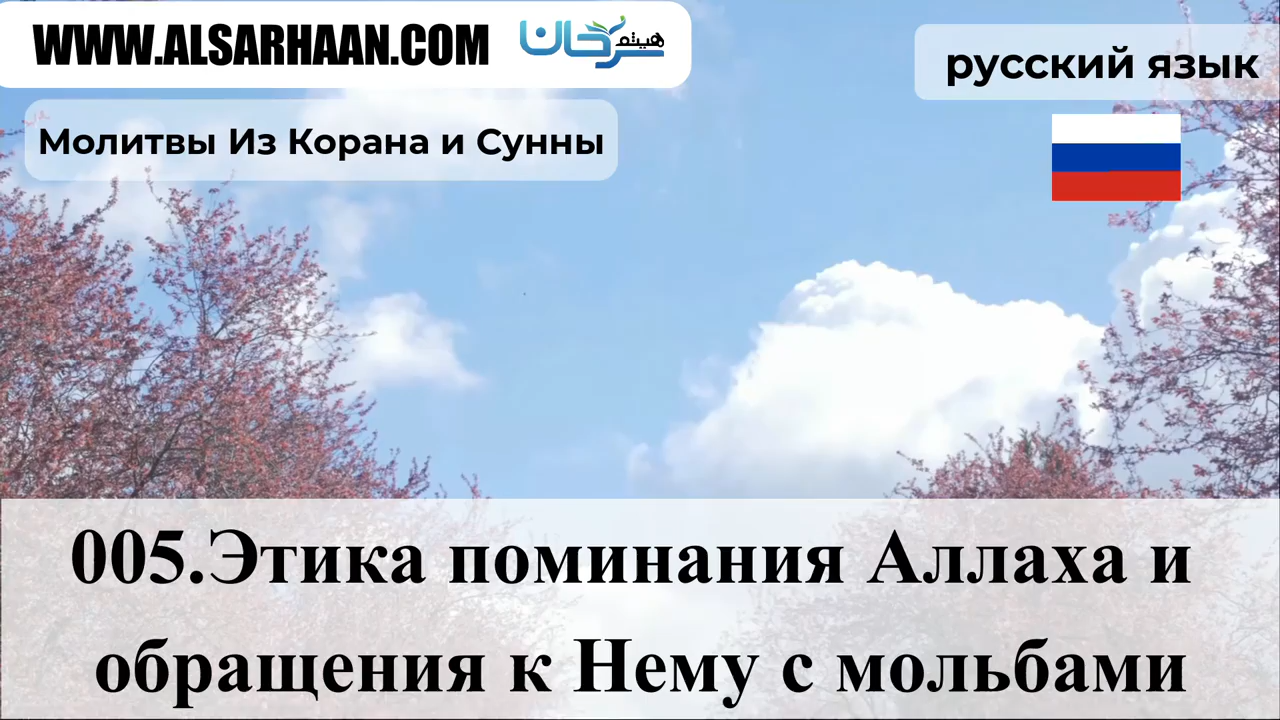 WWW.ALSARHAAN.COM
هيثم سرحان
русский язык
Молитвы Из Корана и Сунны
005.Этика поминания Аллаха и
обращения к Нему с мольбами